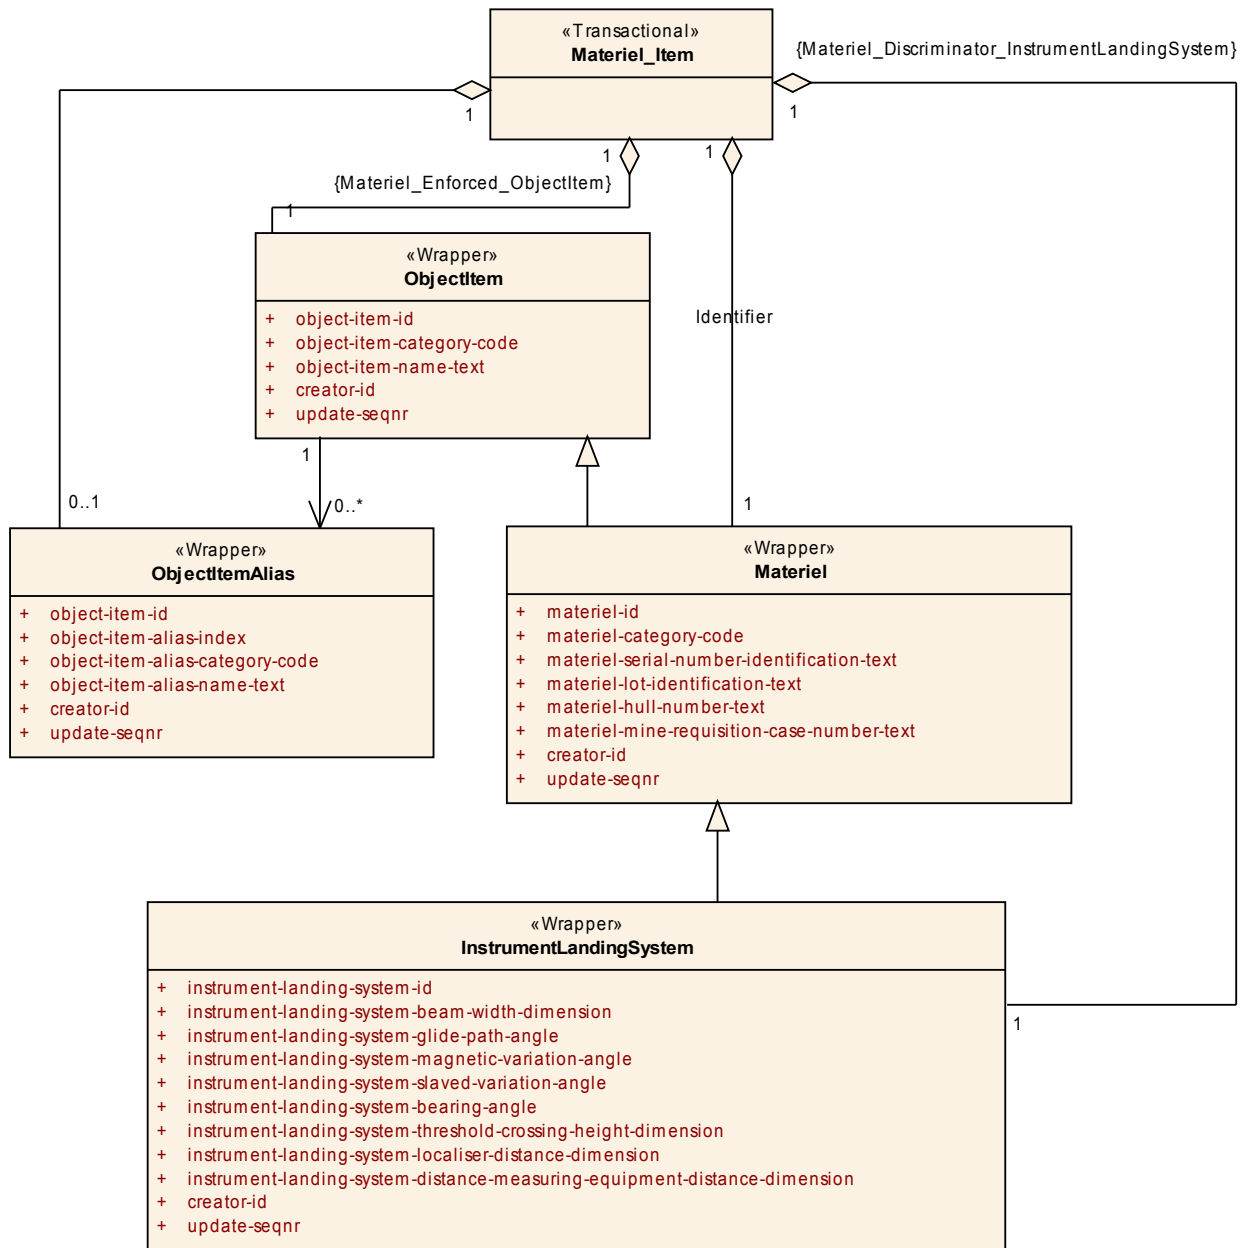 «Transactional»
Materiel_Item
{Materiel_Discriminator_InstrumentLandingSystem}
1
1
1
1
{Materiel_Enforced_ObjectItem}
1
«Wrapper»
ObjectItem
+ object-item-id
+ object-item-category-code
+ object-item-name-text
+ creator-id
+ update-seqnr
Identifier
1
0..1
0..*
1
«Wrapper»
ObjectItemAlias
+ object-item-id
+ object-item-alias-index
+ object-item-alias-category-code
+ object-item-alias-name-text
+ creator-id
+ update-seqnr
«Wrapper»
Materiel
+ materiel-id
+ materiel-category-code
+ materiel-serial-number-identification-text
+ materiel-lot-identification-text
+ materiel-hull-number-text
+ materiel-mine-requisition-case-number-text
+ creator-id
+ update-seqnr
«Wrapper»
InstrumentLandingSystem
+ instrument-landing-system-id
+ instrument-landing-system-beam-width-dimension
+ instrument-landing-system-glide-path-angle
+ instrument-landing-system-magnetic-variation-angle
+ instrument-landing-system-slaved-variation-angle
+ instrument-landing-system-bearing-angle
+ instrument-landing-system-threshold-crossing-height-dimension
+ instrument-landing-system-localiser-distance-dimension
+ instrument-landing-system-distance-measuring-equipment-distance-dimension
+ creator-id
+ update-seqnr
1